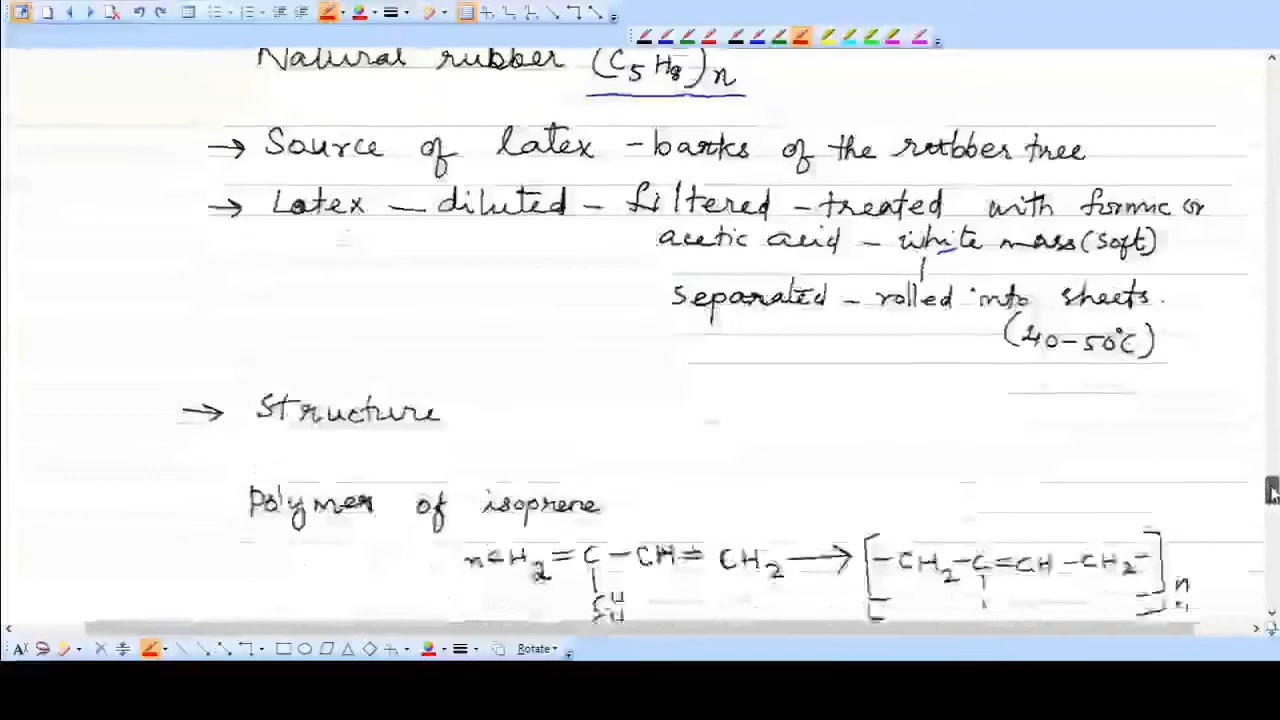 Natural rubber (C5H8)n
→ Source of latex - barks of the rubber tree
→ Latex - diluted - filtered - treated with formic or
acetic acid - white mass (soft)
separated - rolled into sheets.
(40-50°C)
→ Structure
Polymer of isoprene
nCH2=C-CH=CH2 → [-CH2-C=CH-CH2-]n
Rotate